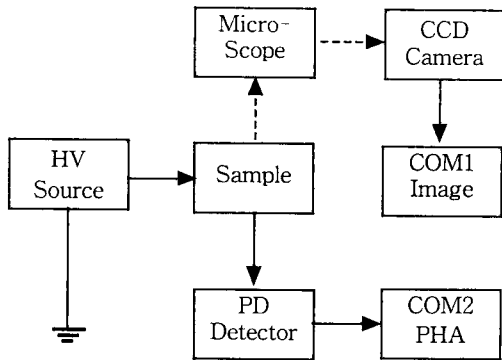 Micro-
Scope
CCD
Camera
HV
Source
Sample
COM1
Image
PD
Detector
COM2
PHA